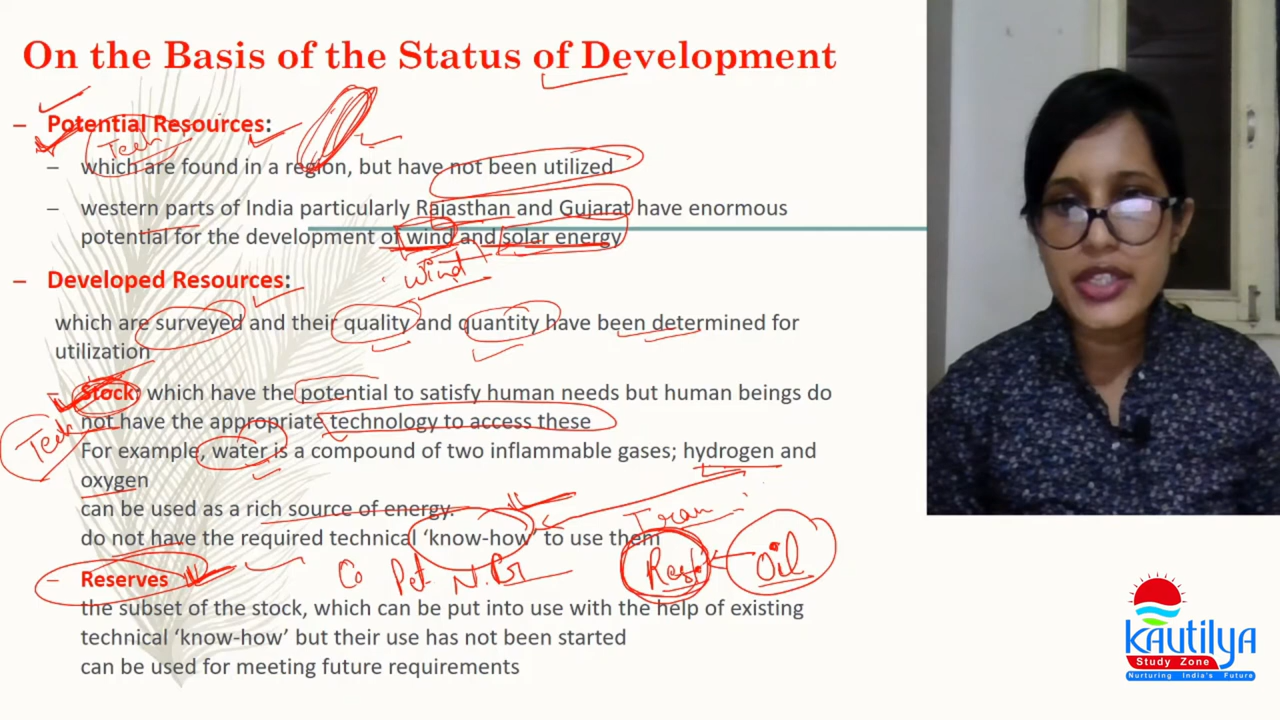 On the Basis of the Status of Development
– Potential Resources:
Tech
– which are found in a region, but have not been utilized
– western parts of India particularly Rajasthan and Gujarat have enormous
potential for the development of wind and solar energy
– Developed Resources:
Wind
which are surveyed and their quality and quantity have been determined for
utilization
– Stock: which have the potential to satisfy human needs but human beings do
not have the appropriate technology to access these
Tech
For example, water is a compound of two inflammable gases; hydrogen and
oxygen
can be used as a rich source of energy.
do not have the required technical ‘know-how’ to use them
Iran
Co Pet N.
Oil
– Reserves
the subset of the stock, which can be put into use with the help of existing
technical ‘know-how’ but their use has not been started
can be used for meeting future requirements
Kautilya
Study Zone
Nurturing India's Future